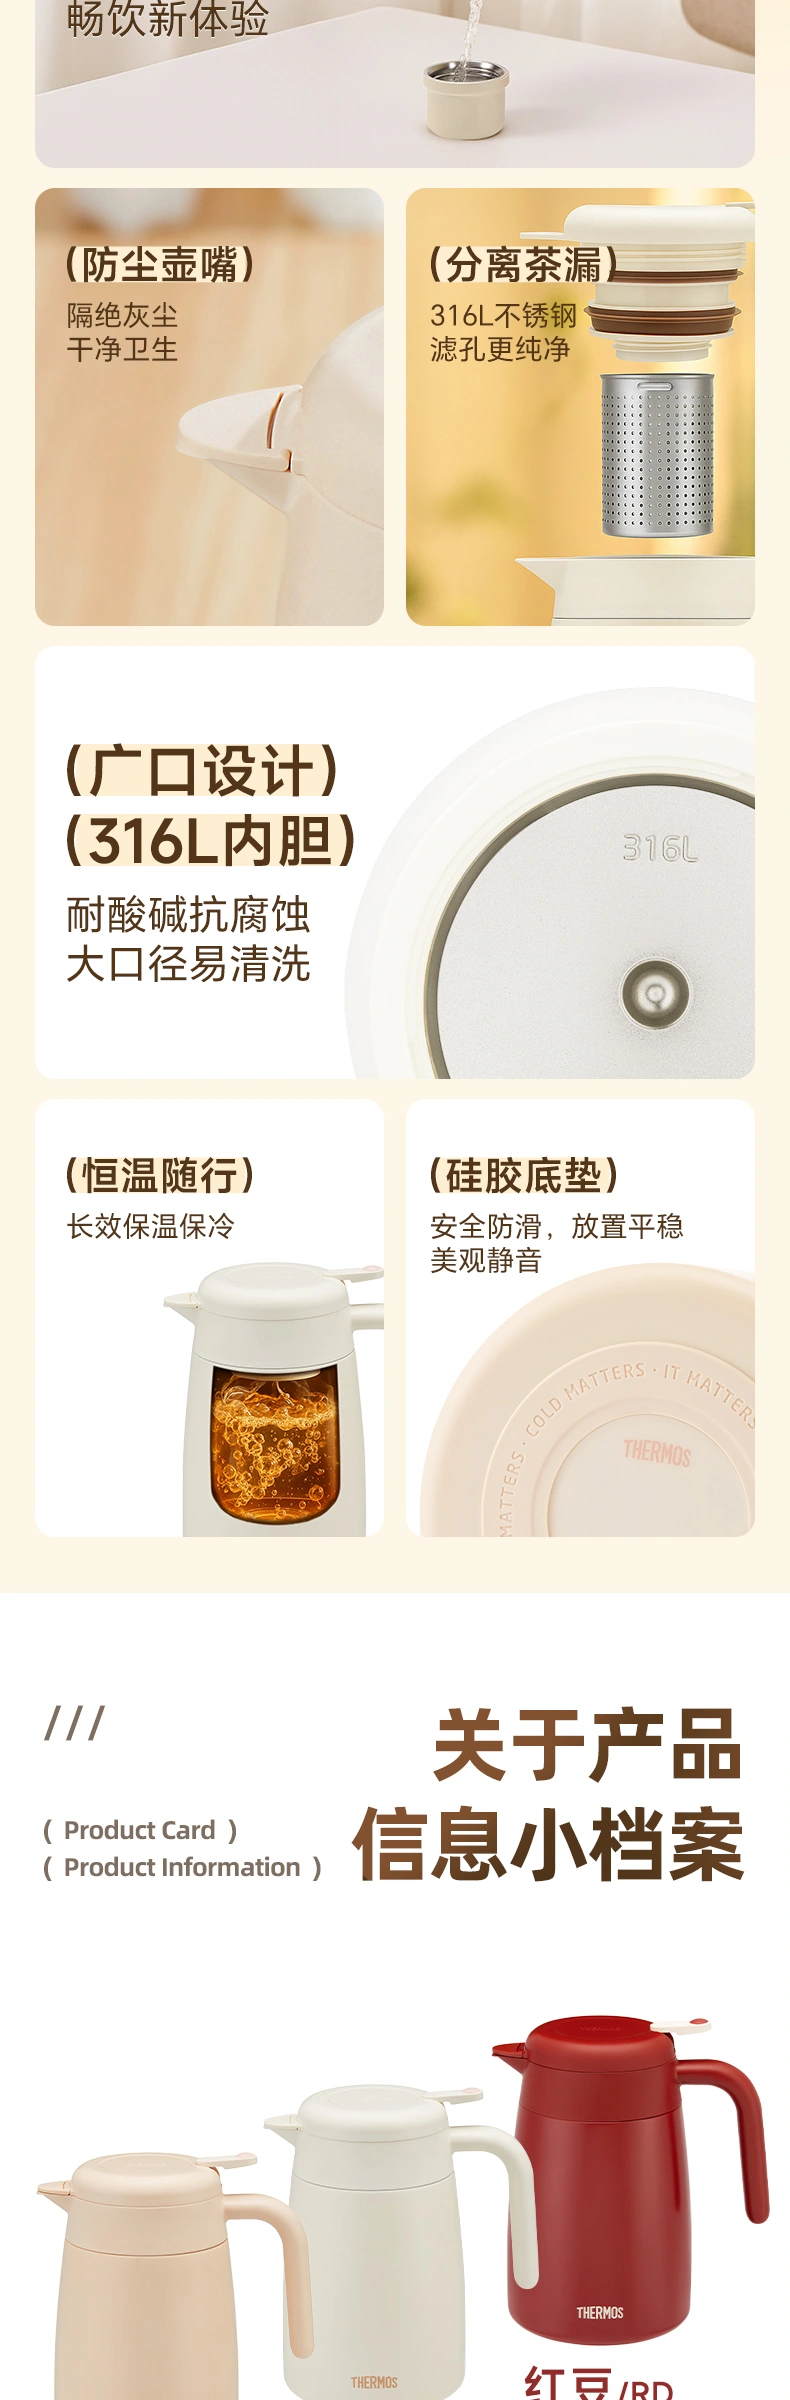 畅饮新体验
(防尘壶嘴)
隔绝灰尘
干净卫生
(分离茶漏)
316L不锈钢
滤孔更纯净
(广口设计)
(316L内胆)
耐酸碱抗腐蚀
大口径易清洗
316L
(恒温随行)
长效保温保冷
(硅胶底垫)
安全防滑，放置平稳
美观静音
MATTERS · COLD MATTERS · IT MATTERS
THERMOS
///
关于产品
信息小档案
( Product Card )
( Product Information )
THERMOS
THERMOS
红豆/RD